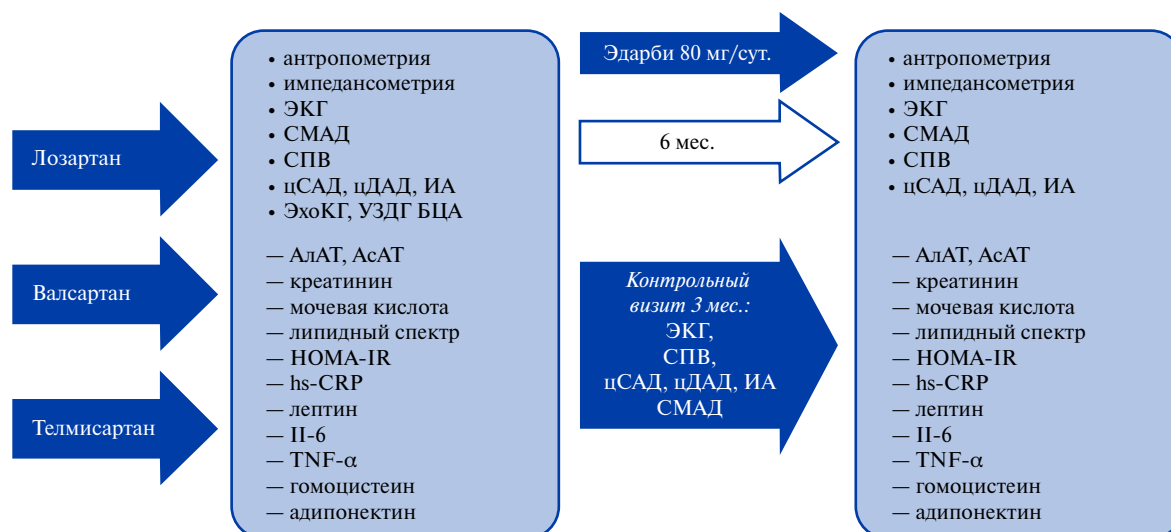 Лозартан
Валсартан
Телмисартан
• антропометрия
• импедансометрия
• ЭКГ
• СМАД
• СПВ
• цСАД, цДАД, ИА
• ЭхоКГ, УЗДГ БЦА
— АлАТ, АсАТ
— креатинин
— мочевая кислота
— липидный спектр
— HOMA-IR
— hs-CRP
— лептин
— II-6
— TNF-α
— гомоцистеин
— адипонектин
Эдарби 80 мг/сут.
6 мес.
Контрольный
визит 3 мес.:
ЭКГ,
СПВ,
цСАД, цДАД, ИА
СМАД
• антропометрия
• импедансометрия
• ЭКГ
• СМАД
• СПВ
• цСАД, цДАД, ИА
— АлАТ, АсАТ
— креатинин
— мочевая кислота
— липидный спектр
— HOMA-IR
— hs-CRP
— лептин
— II-6
— TNF-α
— гомоцистеин
— адипонектин